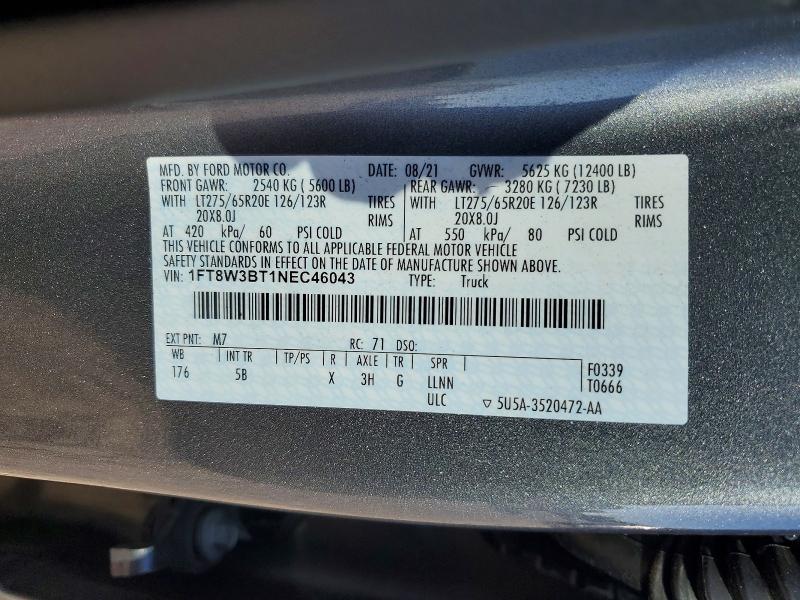 MFD. BY FORD MOTOR CO. DATE: 08/21 GVWR: 5625 KG (12400 LB)
FRONT GAWR: 2540 KG ( 5600 LB) REAR GAWR: 3280 KG ( 7230 LB)
WITH LT275/65R20E 126/123R TIRES WITH LT275/65R20E 126/123R TIRES
20X8.0J RIMS 20X8.0J RIMS
AT 420 kPa/ 60 PSI COLD AT 550 kPa/ 80 PSI COLD
THIS VEHICLE CONFORMS TO ALL APPLICABLE FEDERAL MOTOR VEHICLE
SAFETY STANDARDS IN EFFECT ON THE DATE OF MANUFACTURE SHOWN ABOVE.
VIN: 1FT8W3BT1NEC46043 TYPE: Truck
EXT PNT: M7 RC: 71 DSO:
WB INT TR TP/PS R AXLE TR SPR F0339
176 5B X 3H G LLNN T0666
ULC ▽ 5U5A-3520472-AA